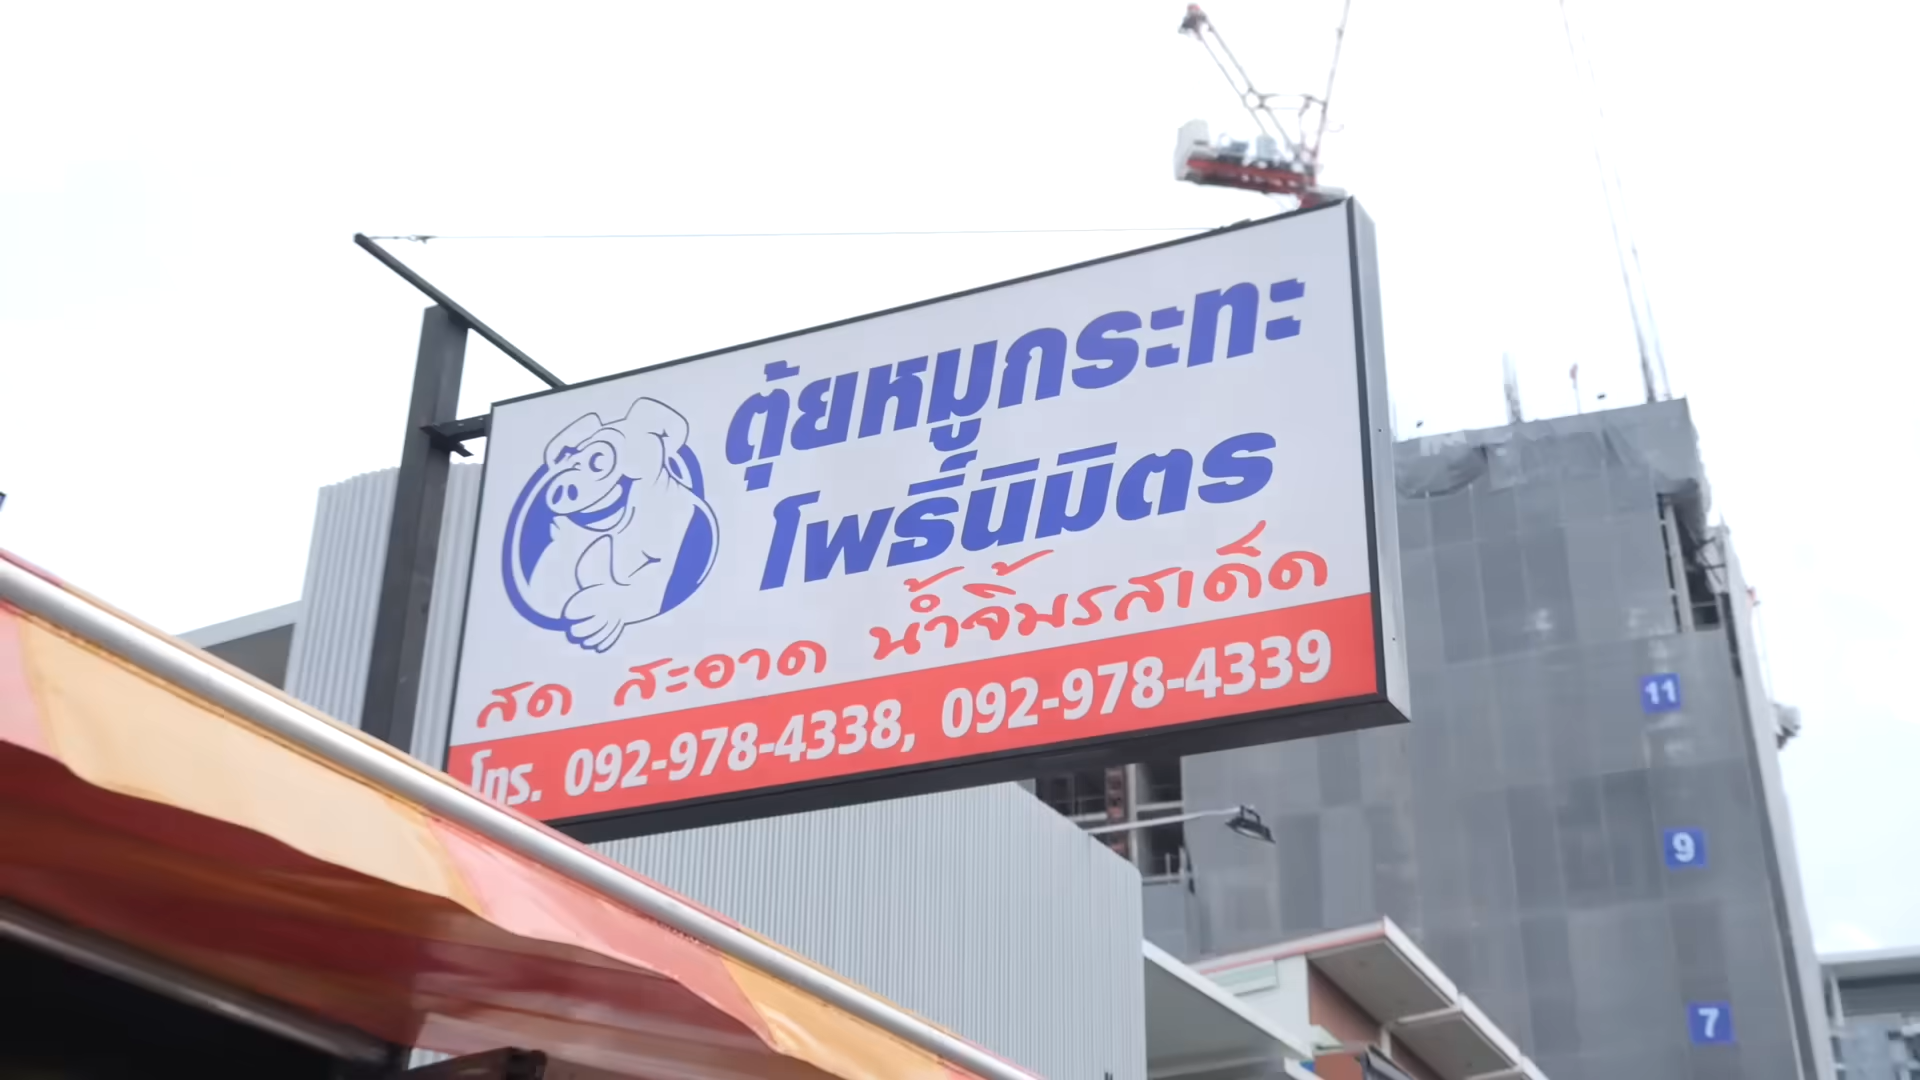 ตุ้ยหมูกระทะ
โพธิ์นิมิตร
สด สะอาด น้ำจิ้มรสเด็ด
โทร. 092-978-4338, 092-978-4339
11
9
7